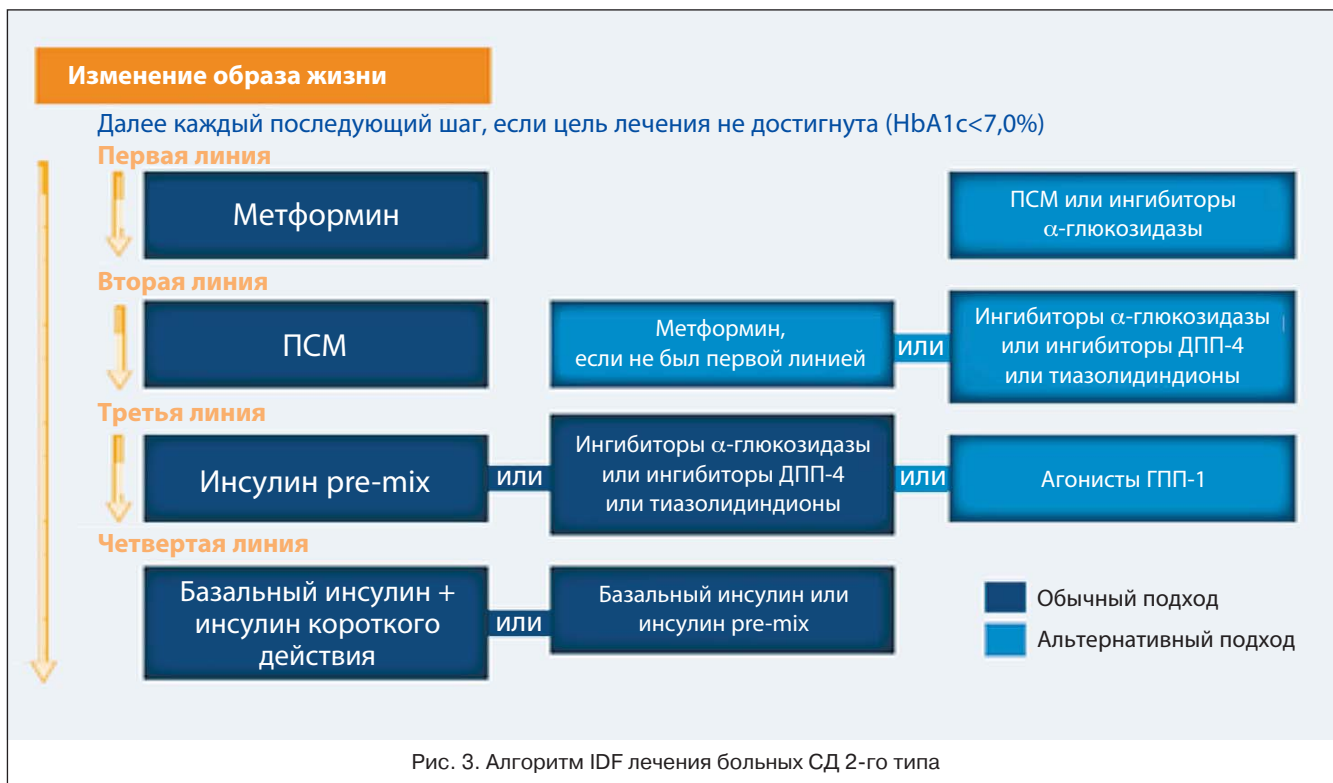 Изменение образа жизни
Далее каждый последующий шаг, если цель лечения не достигнута (HbA1c<7,0%)
Первая линия
Метформин
ПСМ или ингибиторы
α-глюкозидазы
Вторая линия
ПСМ
Метформин,
если не был первой линией
или
Ингибиторы α-глюкозидазы
или ингибиторы ДПП-4
или тиазолидиндионы
Третья линия
Инсулин pre-mix
или
Ингибиторы α-глюкозидазы
или ингибиторы ДПП-4
или тиазолидиндионы
или
Агонисты ГПП-1
Четвертая линия
Базальный инсулин +
инсулин короткого
действия
или
Базальный инсулин или
инсулин pre-mix
Обычный подход
Альтернативный подход
Рис. 3. Алгоритм IDF лечения больных СД 2-го типа